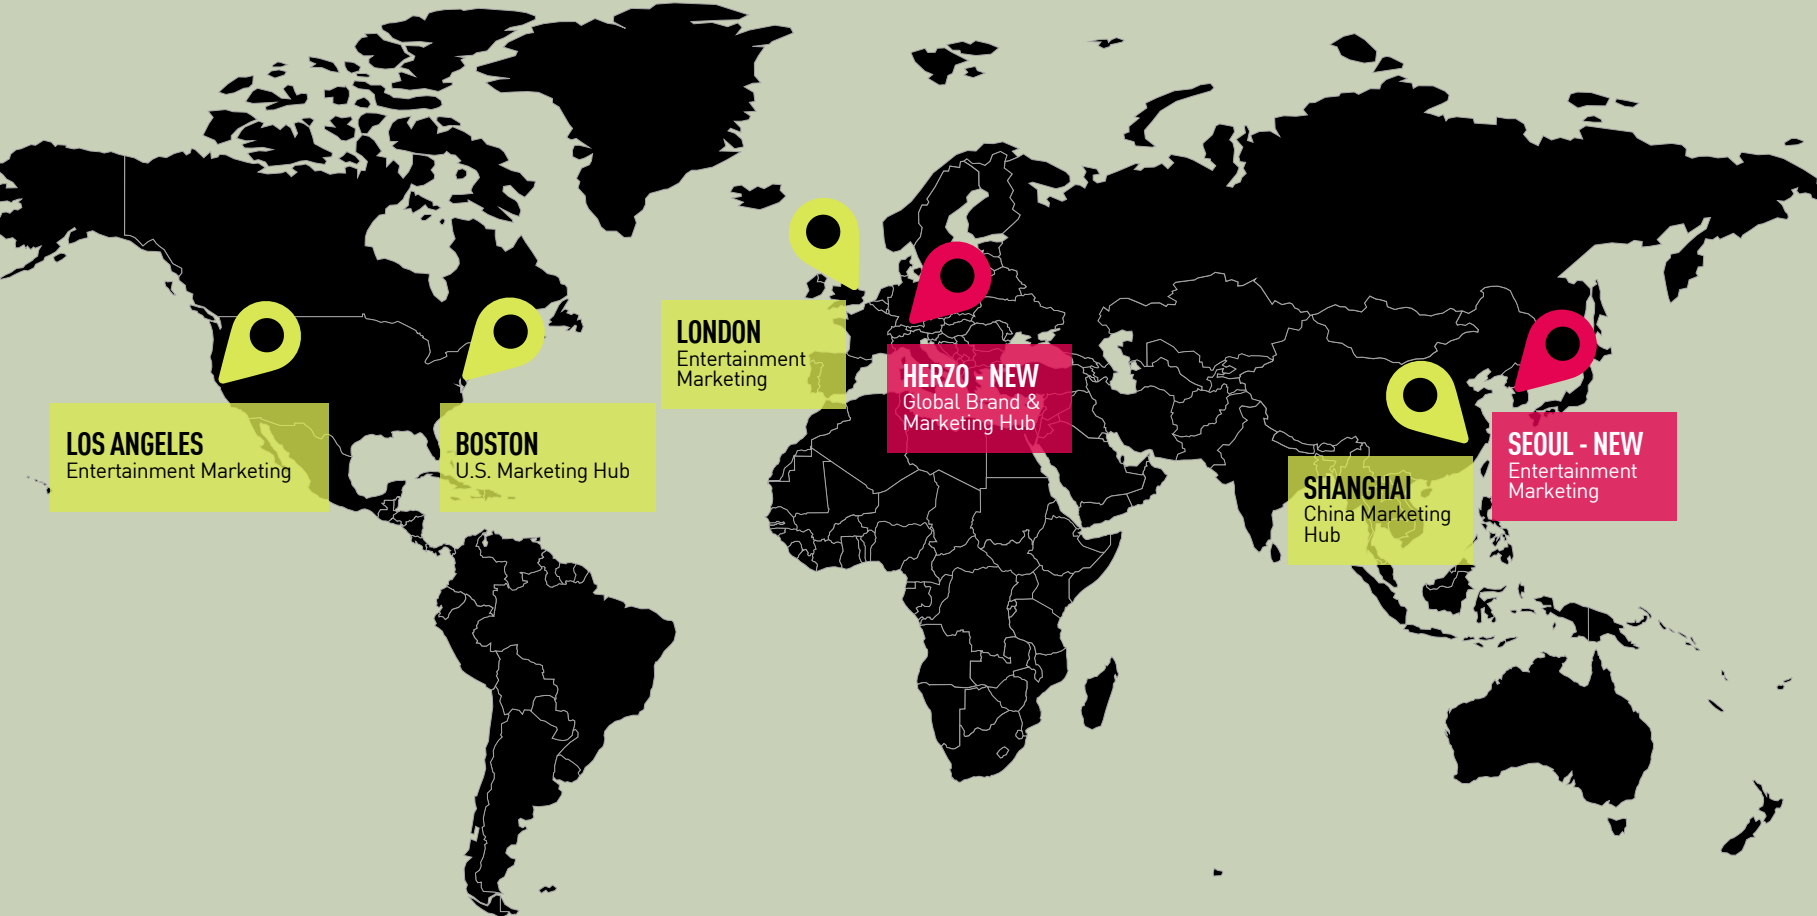 LONDON
Entertainment
Marketing
HERZO - NEW
Global Brand &
Marketing Hub
LOS ANGELES
Entertainment Marketing
BOSTON
U.S. Marketing Hub
SEOUL - NEW
Entertainment
Marketing
SHANGHAI
China Marketing
Hub